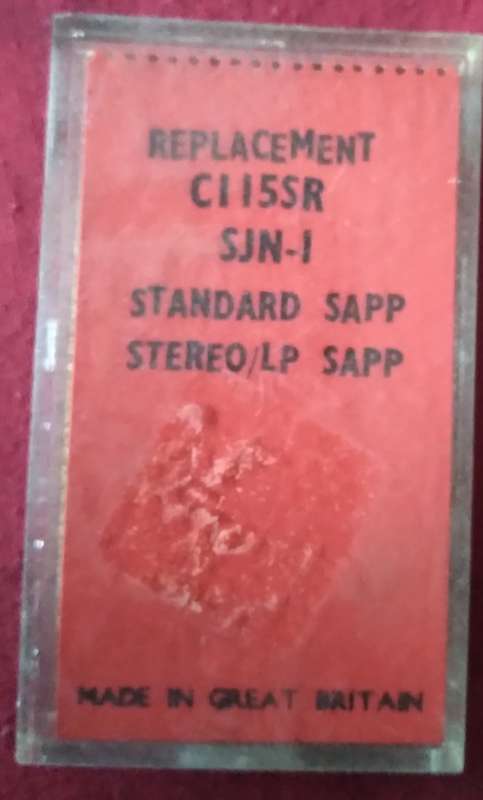 REPLACEMENT
C115SR
SJN-1
STANDARD SAPP
STEREO/LP SAPP
MADE IN GREAT BRITAIN